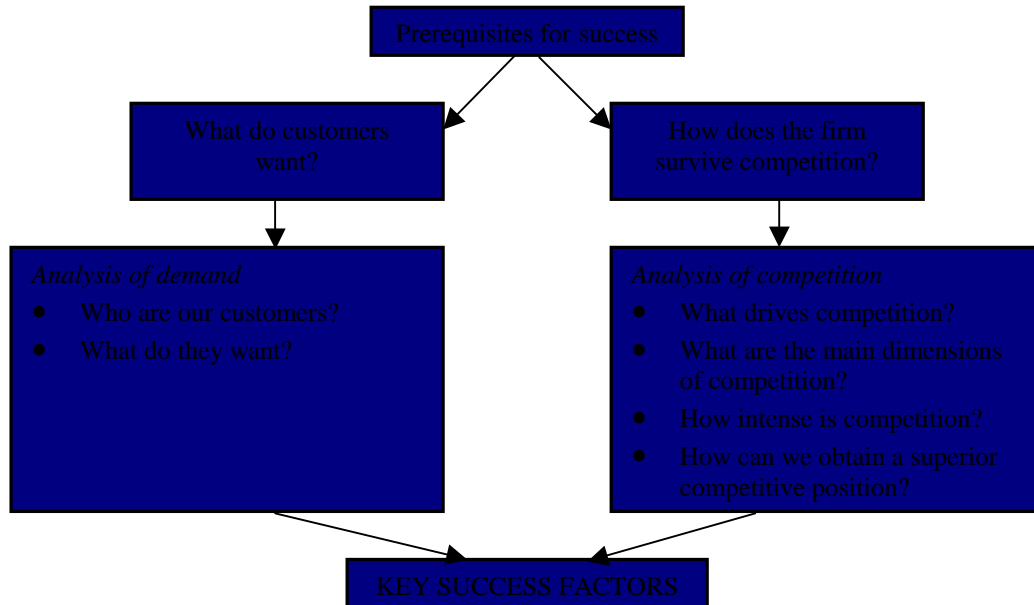 Prerequisites for success
What do customers
want?
How does the firm
survive competition?
Analysis of demand
● Who are our customers?
● What do they want?
Analysis of competition
● What drives competition?
● What are the main dimensions
of competition?
● How intense is competition?
● How can we obtain a superior
competitive position?
KEY SUCCESS FACTORS